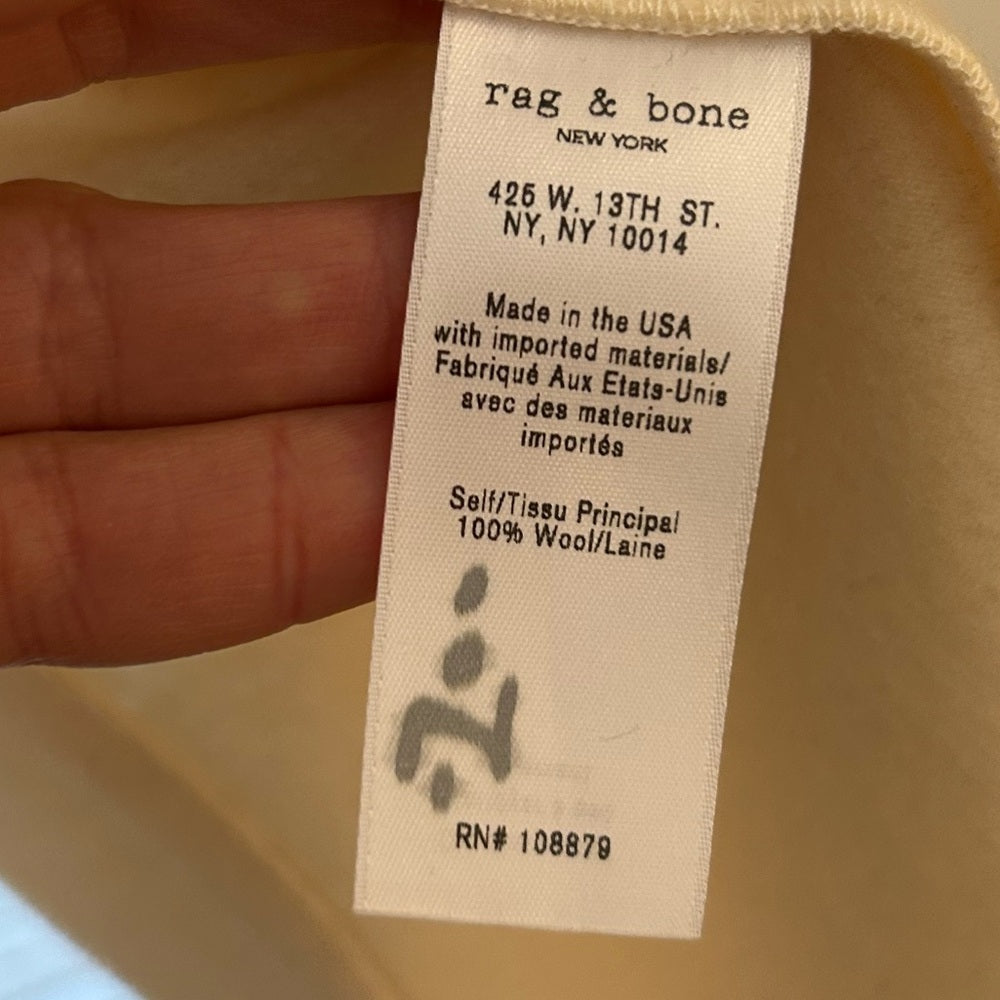 rag & bone
NEW YORK
425 W. 13TH ST.
NY, NY 10014
Made in the USA
with imported materials/
Fabriqué Aux Etats-Unis
avec des materiaux
importés
Self/Tissu Principal
100% Wool/Laine
RN# 108879